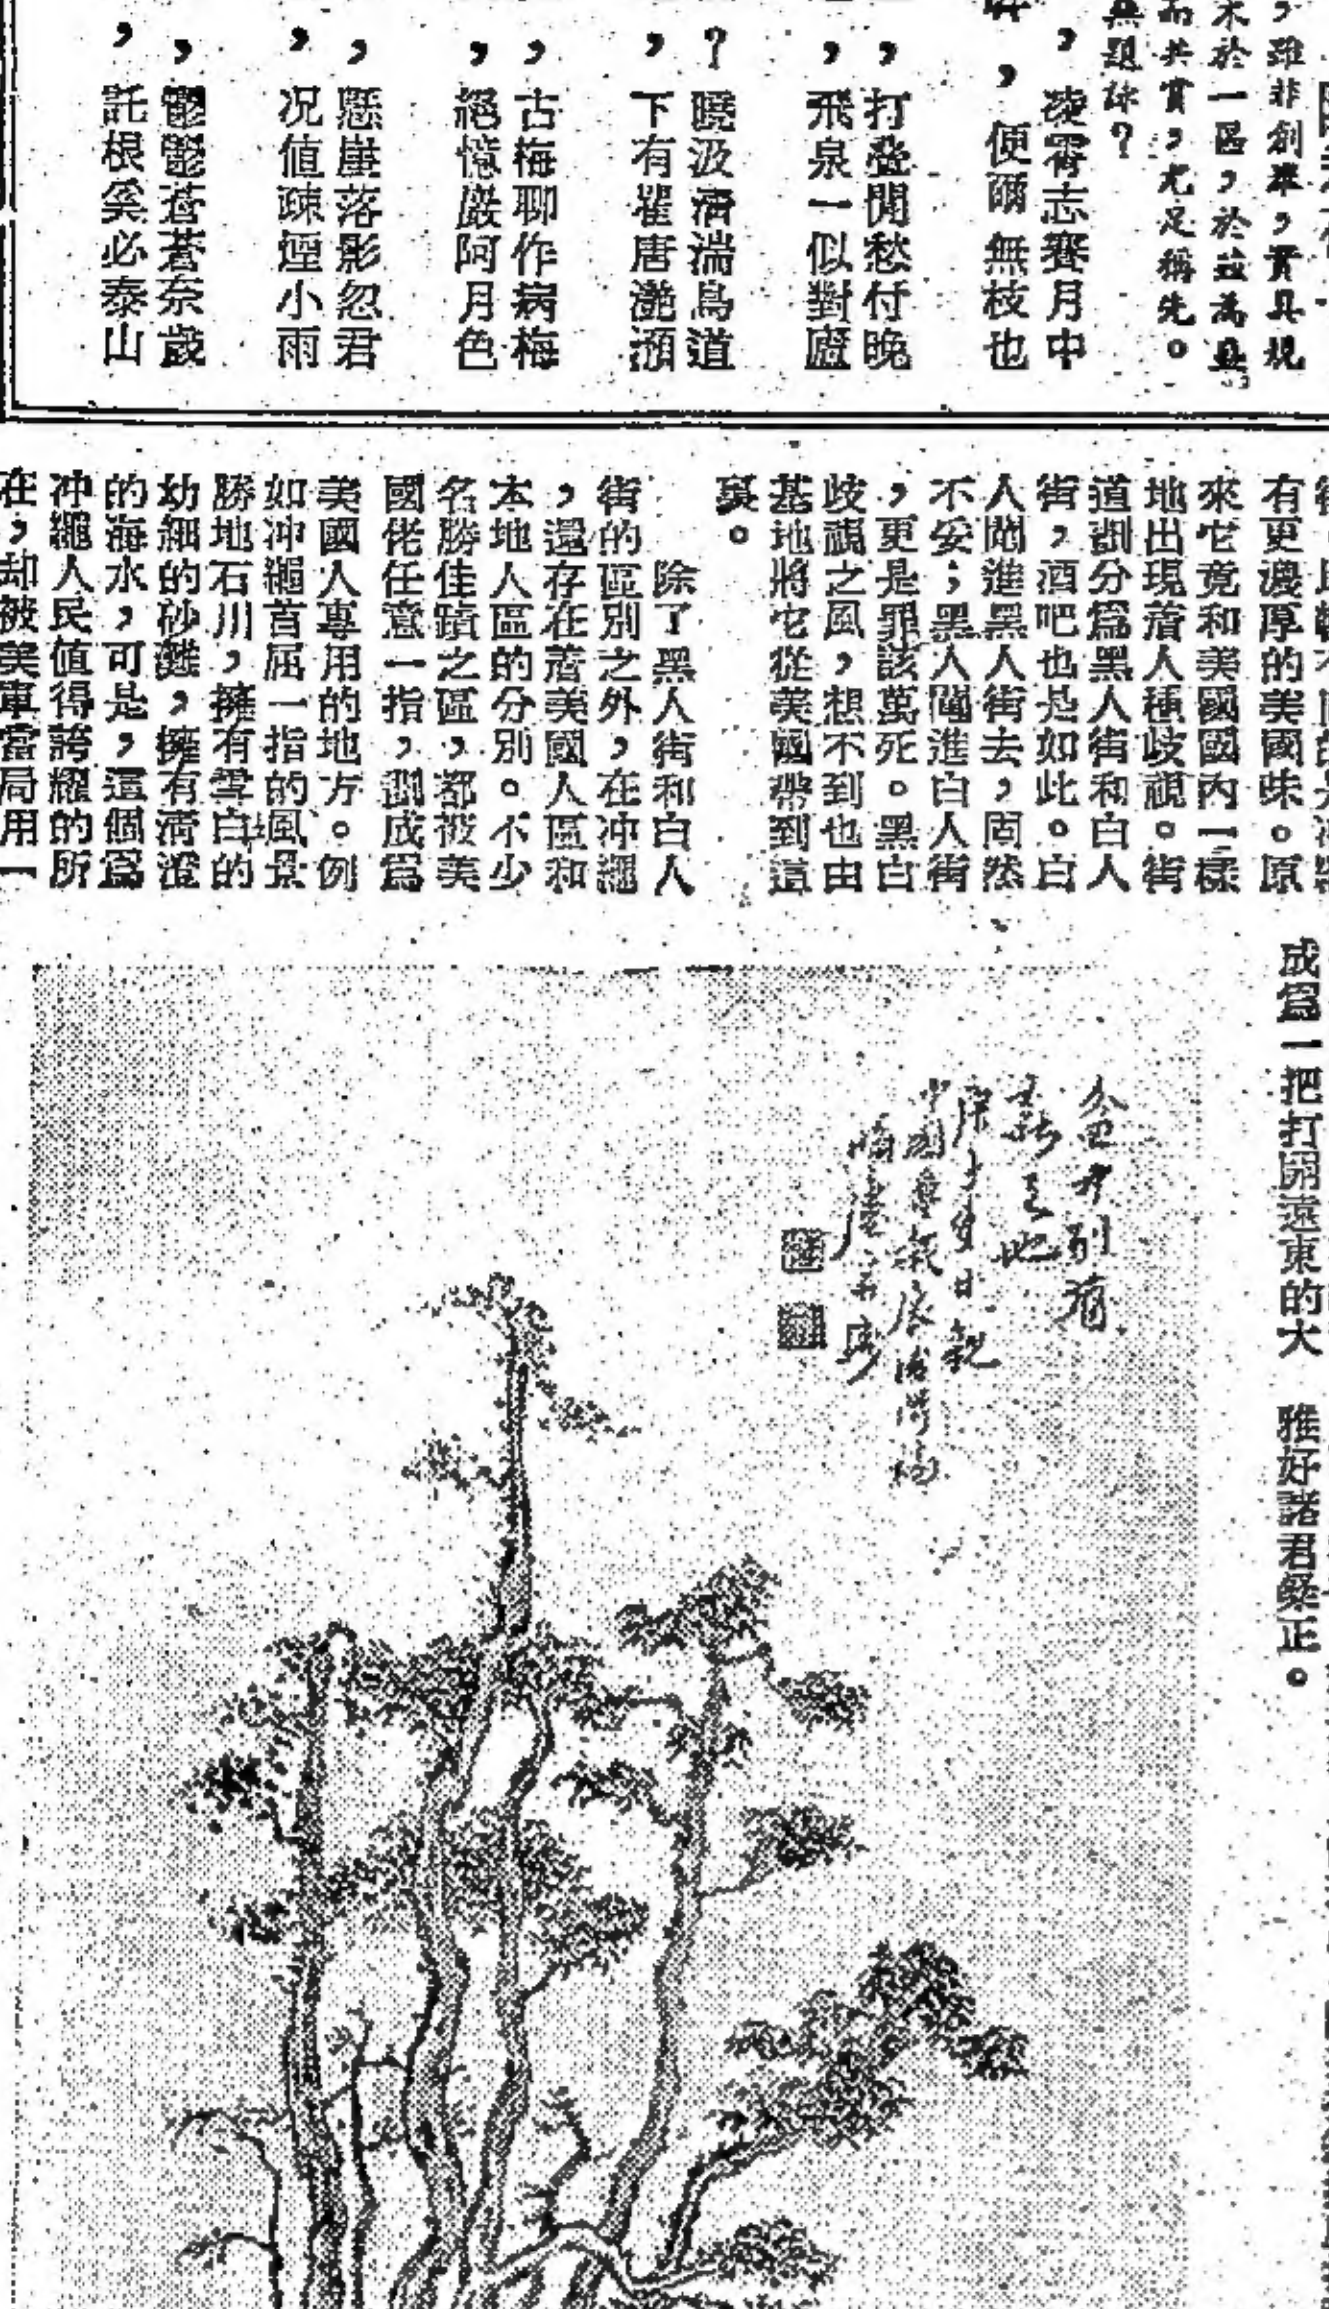 ，雖非創舉，實具規
木於一區，於茲為具
而共賞，尤足稱先。
無題詠？
，凌霄志騫月中
，便爾無枝也
，打疊閒愁付晚
，飛泉一似對廬
？曉汲清湍鳥道
，下有瞿唐灔澦
，古梅聊作病梅
，絕憶巖阿月色
，懸崖落影忽君
，況值疎煙小雨
，鬱鬱蒼蒼奈歲
，託根奚必泰山
有更濃厚的美國味。原
來它竟和美國國內一樣
地出現着人種歧視。街
道劃分爲黑人街和白人
街，酒吧也是如此。白
人闖進黑人街去，固然
不妥；黑人闖進白人街
，更是罪該萬死。黑白
歧視之風，想不到也由
基地將它從美國帶到這
裏。
除了黑人街和白人
街的區別之外，在冲繩
，還存在着美國人區和
本地人區的分別。不少
名勝佳蹟之區，都被美
國佬任意一指，劃成爲
美國人專用的地方。例
如冲繩首屈一指的風景
勝地石川，擁有雪白的
幼細的砂灘，擁有清澄
的海水，可是，這個爲
冲繩人民值得誇耀的所
在，却被美軍當局用一
成爲一把打開遠東的大
雅好諸君粲正。